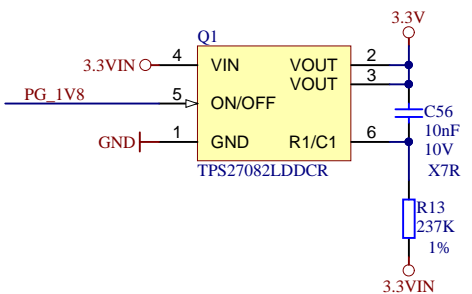 Q1
3.3V
3.3VIN
4
VIN
VOUT
2
VOUT
3
PG_1V8
5
ON/OFF
C56
10nF
10V
X7R
GND
1
GND
R1/C1
6
TPS27082LDDCR
R13
237K
1%
3.3VIN